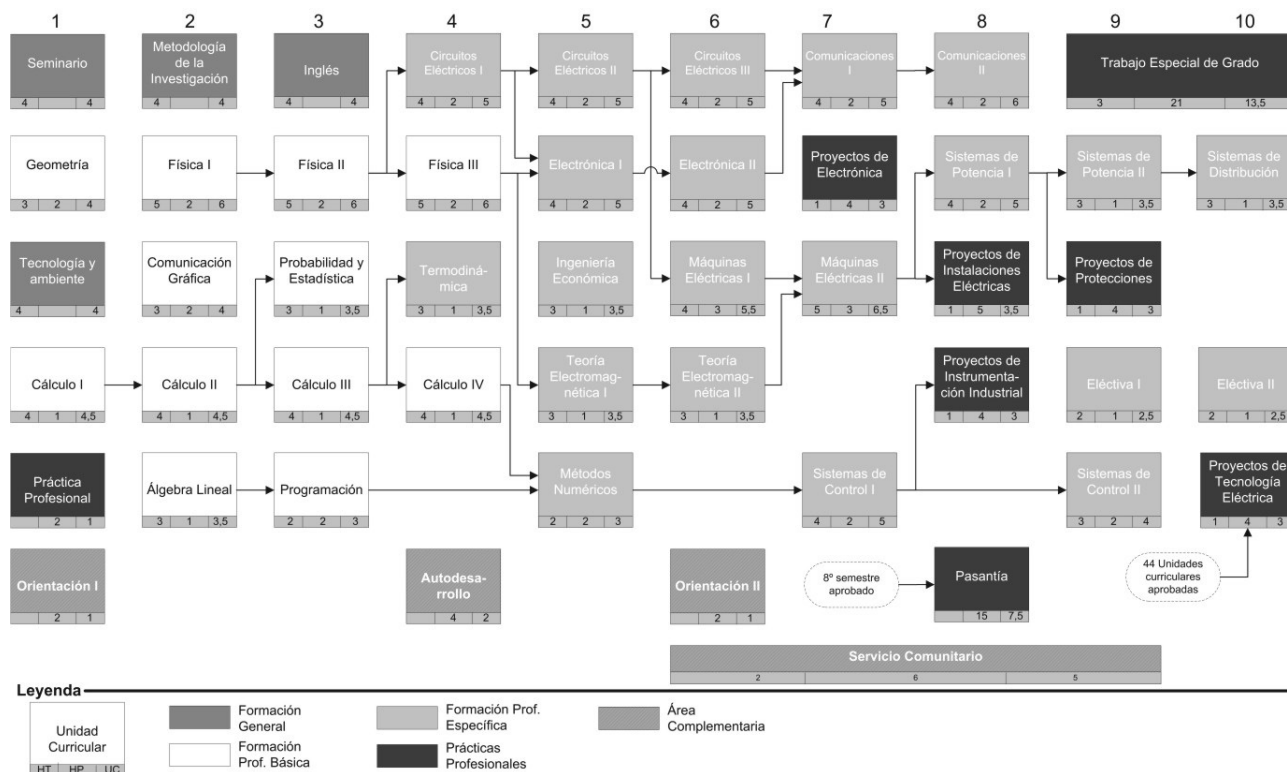 1 2 3 4 5 6 7 8 9 10
Seminario
4 4
Metodología
de la
Investigación
4 4
Inglés
4 4
Circuitos
Eléctricos I
4 2 5
Circuitos
Eléctricos II
4 2 5
Circuitos
Eléctricos III
4 2 5
Comunicaciones
I
4 2 5
Comunicaciones
II
4 2 6
Trabajo Especial de Grado
3 21 13,5
Geometría
3 2 4
Física I
5 2 6
Física II
5 2 6
Física III
5 2 6
Electrónica I
4 2 5
Electrónica II
4 2 5
Proyectos de
Electrónica
1 4 3
Sistemas de
Potencia I
4 2 5
Sistemas de
Potencia II
3 1 3,5
Sistemas de
Distribución
3 1 3,5
Tecnología y
ambiente
4 4
Comunicación
Gráfica
3 2 4
Probabilidad y
Estadística
3 1 3,5
Termodiná-
mica
3 1 3,5
Ingeniería
Económica
3 1 3,5
Máquinas
Eléctricas I
4 3 5,5
Máquinas
Eléctricas II
5 3 6,5
Proyectos de
Instalaciones
Eléctricas
1 5 3,5
Proyectos de
Protecciones
1 4 3
Cálculo I
4 1 4,5
Cálculo II
4 1 4,5
Cálculo III
4 1 4,5
Cálculo IV
4 1 4,5
Teoría
Electromag-
nética I
3 1 3,5
Teoría
Electromag-
nética II
3 1 3,5
Proyectos de
Instrumenta-
ción Industrial
1 4 3
Eléctiva I
2 1 2,5
Eléctiva II
2 1 2,5
Práctica
Profesional
2 1
Álgebra Lineal
3 1 3,5
Programación
2 2 3
Métodos
Numéricos
2 2 3
Sistemas de
Control I
4 2 5
Sistemas de
Control II
3 2 4
Proyectos de
Tecnología
Eléctrica
1 4 3
Orientación I
2 1
Autodesa-
rrollo
4 2
Orientación II
2 1
8º semestre
aprobado
Pasantía
15 7,5
44 Unidades
curriculares
aprobadas
Servicio Comunitario
2 6 5
Leyenda
Unidad
Curricular
HT HP UC
Formación
General
Formación
Prof. Básica
Formación Prof.
Específica
Prácticas
Profesionales
Área
Complementaria